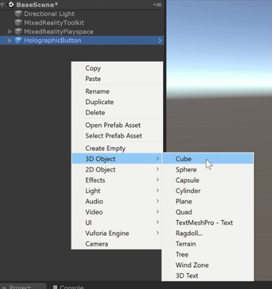 BaseScene*
Directional Light
MixedRealityToolkit
MixedRealityPlayspace
HolographicButton
Copy
Paste
Rename
Duplicate
Delete
Open Prefab Asset
Select Prefab Asset
Create Empty
3D Object
2D Object
Effects
Light
Audio
Video
UI
Vuforia Engine
Camera
Cube
Sphere
Capsule
Cylinder
Plane
Quad
TextMeshPro - Text
Ragdoll...
Terrain
Tree
Wind Zone
3D Text
Project
Console